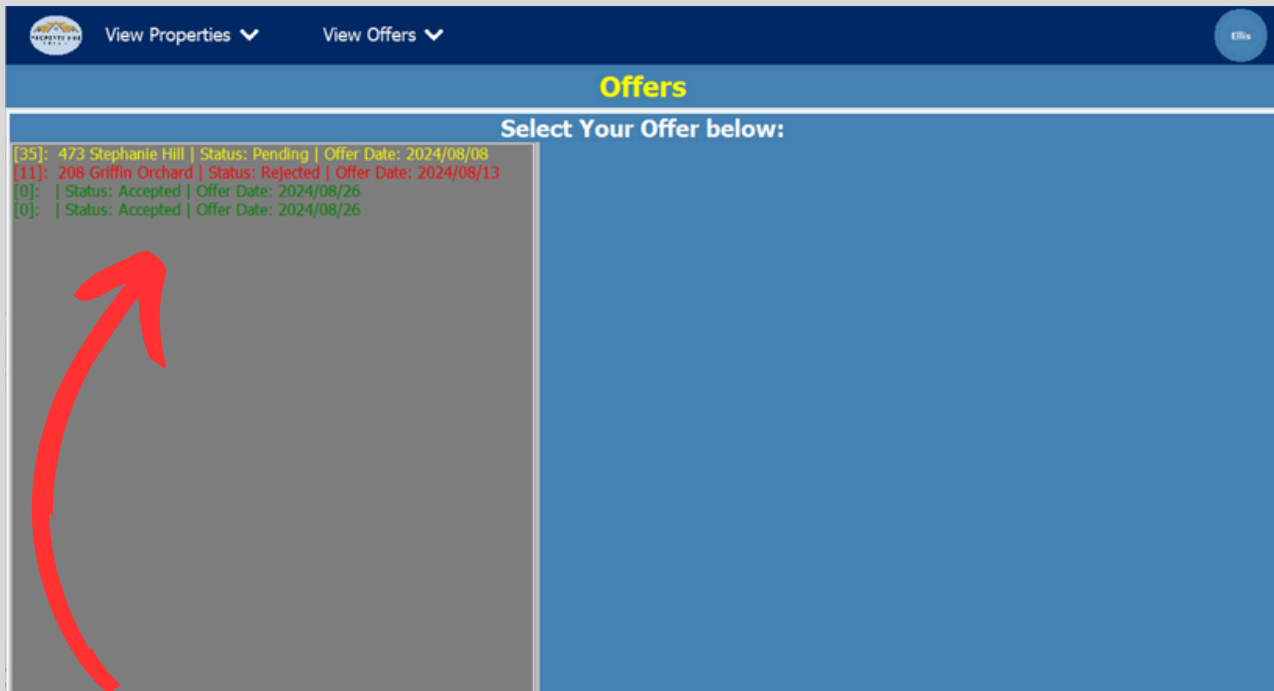 View Properties
View Offers
Ellis
Offers
Select Your Offer below:
[35]: 473 Stephanie Hill | Status: Pending | Offer Date: 2024/08/08
[11]: 208 Griffin Orchard | Status: Rejected | Offer Date: 2024/08/13
[0]: | Status: Accepted | Offer Date: 2024/08/26
[0]: | Status: Accepted | Offer Date: 2024/08/26